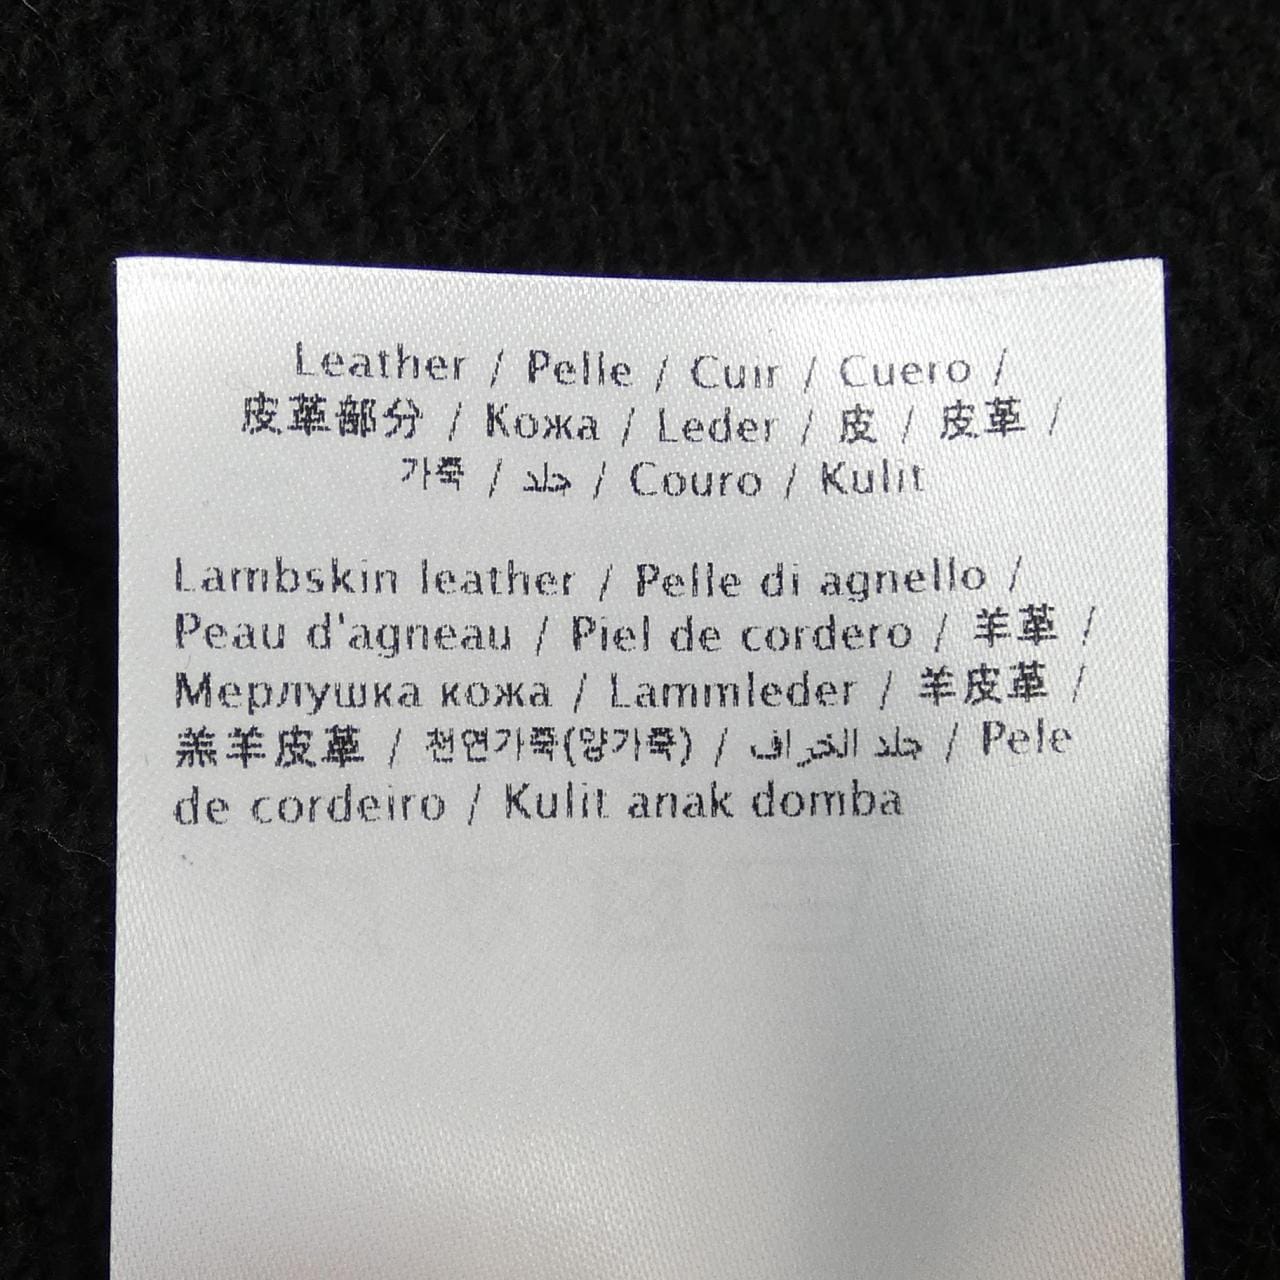 Leather / Pelle / Cuir / Cuero /
皮革部分 / Кожа / Leder / 皮 / 皮革 /
가죽 / جلد / Couro / Kulit
Lambskin leather / Pelle di agnello /
Peau d'agneau / Piel de cordero / 羊革 /
Мерлушка кожа / Lammleder / 羊皮革 /
羔羊皮革 / 천연가죽(양가죽) / جلد الخراف / Pele
de cordeiro / Kulit anak domba